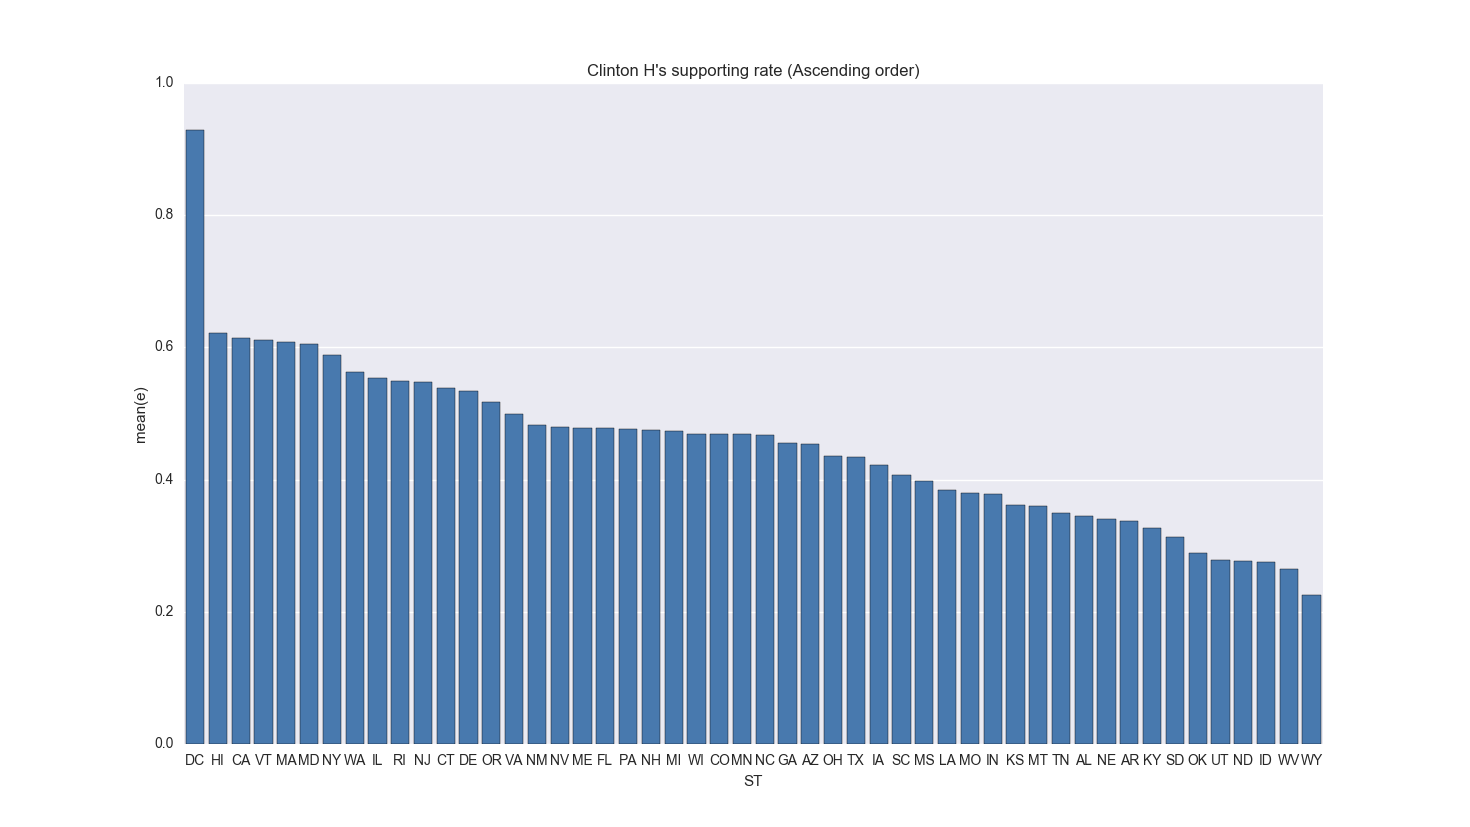 Clinton H's supporting rate (Ascending order)
1.0
0.8
0.6
0.4
0.2
0.0
mean(e)
DC HI CA VT MA MD NY WA IL RI NJ CT DE OR VA NM NV ME FL PA NH MI WI CO MN NC GA AZ OH TX IA SC MS LA MO IN KS MT TN AL NE AR KY SD OK UT ND ID WV WY
ST